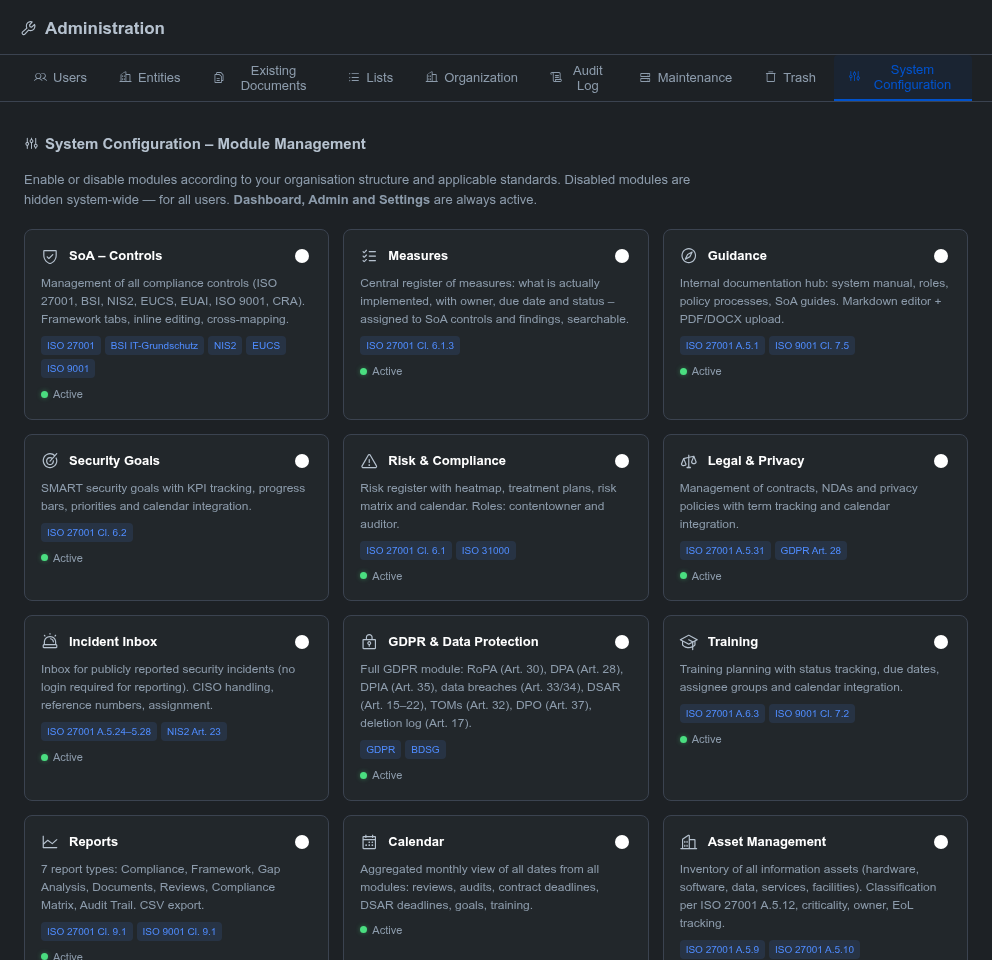 Administration
Users
Entities
Existing
Documents
Lists
Organization
Audit
Log
Maintenance
Trash
System
Configuration
System Configuration – Module Management
Enable or disable modules according to your organisation structure and applicable standards. Disabled modules are
hidden system-wide — for all users. Dashboard, Admin and Settings are always active.
SoA – Controls
Management of all compliance controls (ISO
27001, BSI, NIS2, EUCS, EUAI, ISO 9001, CRA).
Framework tabs, inline editing, cross-mapping.
ISO 27001 BSI IT-Grundschutz NIS2 EUCS
ISO 9001
Active
Measures
Central register of measures: what is actually
implemented, with owner, due date and status –
assigned to SoA controls and findings, searchable.
ISO 27001 Cl. 6.1.3
Active
Guidance
Internal documentation hub: system manual, roles,
policy processes, SoA guides. Markdown editor +
PDF/DOCX upload.
ISO 27001 A.5.1 ISO 9001 Cl. 7.5
Active
Security Goals
SMART security goals with KPI tracking, progress
bars, priorities and calendar integration.
ISO 27001 Cl. 6.2
Active
Risk & Compliance
Risk register with heatmap, treatment plans, risk
matrix and calendar. Roles: contentowner and
auditor.
ISO 27001 Cl. 6.1 ISO 31000
Active
Legal & Privacy
Management of contracts, NDAs and privacy
policies with term tracking and calendar
integration.
ISO 27001 A.5.31 GDPR Art. 28
Active
Incident Inbox
Inbox for publicly reported security incidents (no
login required for reporting). CISO handling,
reference numbers, assignment.
ISO 27001 A.5.24–5.28 NIS2 Art. 23
Active
GDPR & Data Protection
Full GDPR module: RoPA (Art. 30), DPA (Art. 28),
DPIA (Art. 35), data breaches (Art. 33/34), DSAR
(Art. 15–22), TOMs (Art. 32), DPO (Art. 37),
deletion log (Art. 17).
GDPR BDSG
Active
Training
Training planning with status tracking, due dates,
assignee groups and calendar integration.
ISO 27001 A.6.3 ISO 9001 Cl. 7.2
Active
Reports
7 report types: Compliance, Framework, Gap
Analysis, Documents, Reviews, Compliance
Matrix, Audit Trail. CSV export.
ISO 27001 Cl. 9.1 ISO 9001 Cl. 9.1
Active
Calendar
Aggregated monthly view of all dates from all
modules: reviews, audits, contract deadlines,
DSAR deadlines, goals, training.
Active
Asset Management
Inventory of all information assets (hardware,
software, data, services, facilities). Classification
per ISO 27001 A.5.12, criticality, owner, EoL
tracking.
ISO 27001 A.5.9 ISO 27001 A.5.10